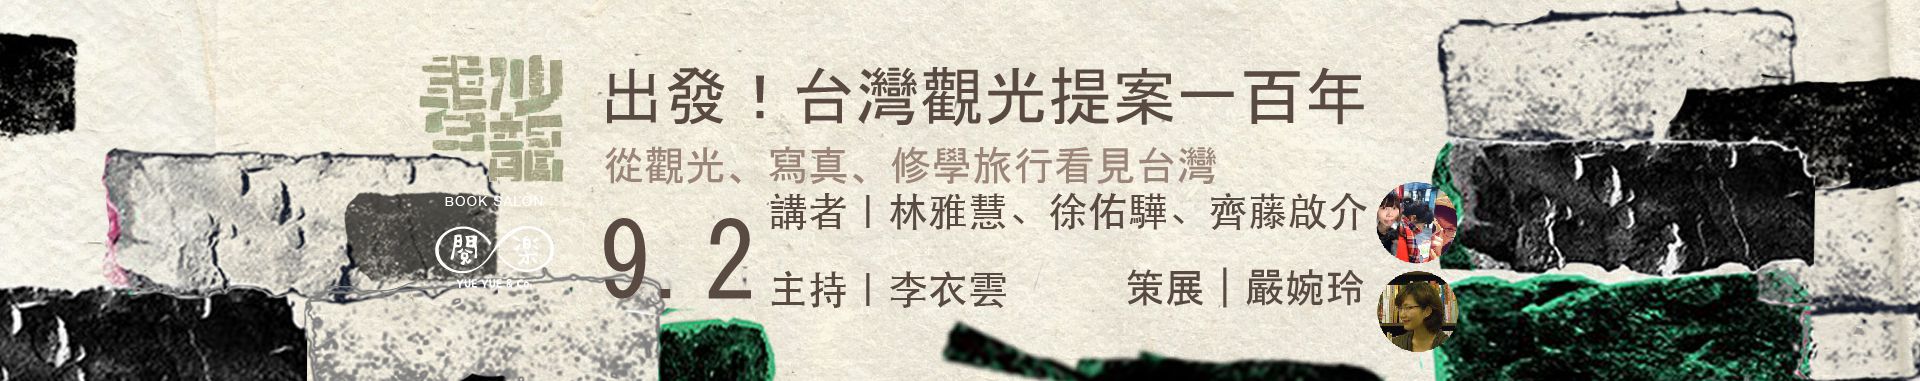 書沙龍
BOOK SALON
閱樂
YUE YUE & Co.
出發！台灣觀光提案一百年
從觀光、寫真、修學旅行看見台灣
9.2
講者｜林雅慧、徐佑驊、齊藤啟介
主持｜李衣雲
策展｜嚴婉玲